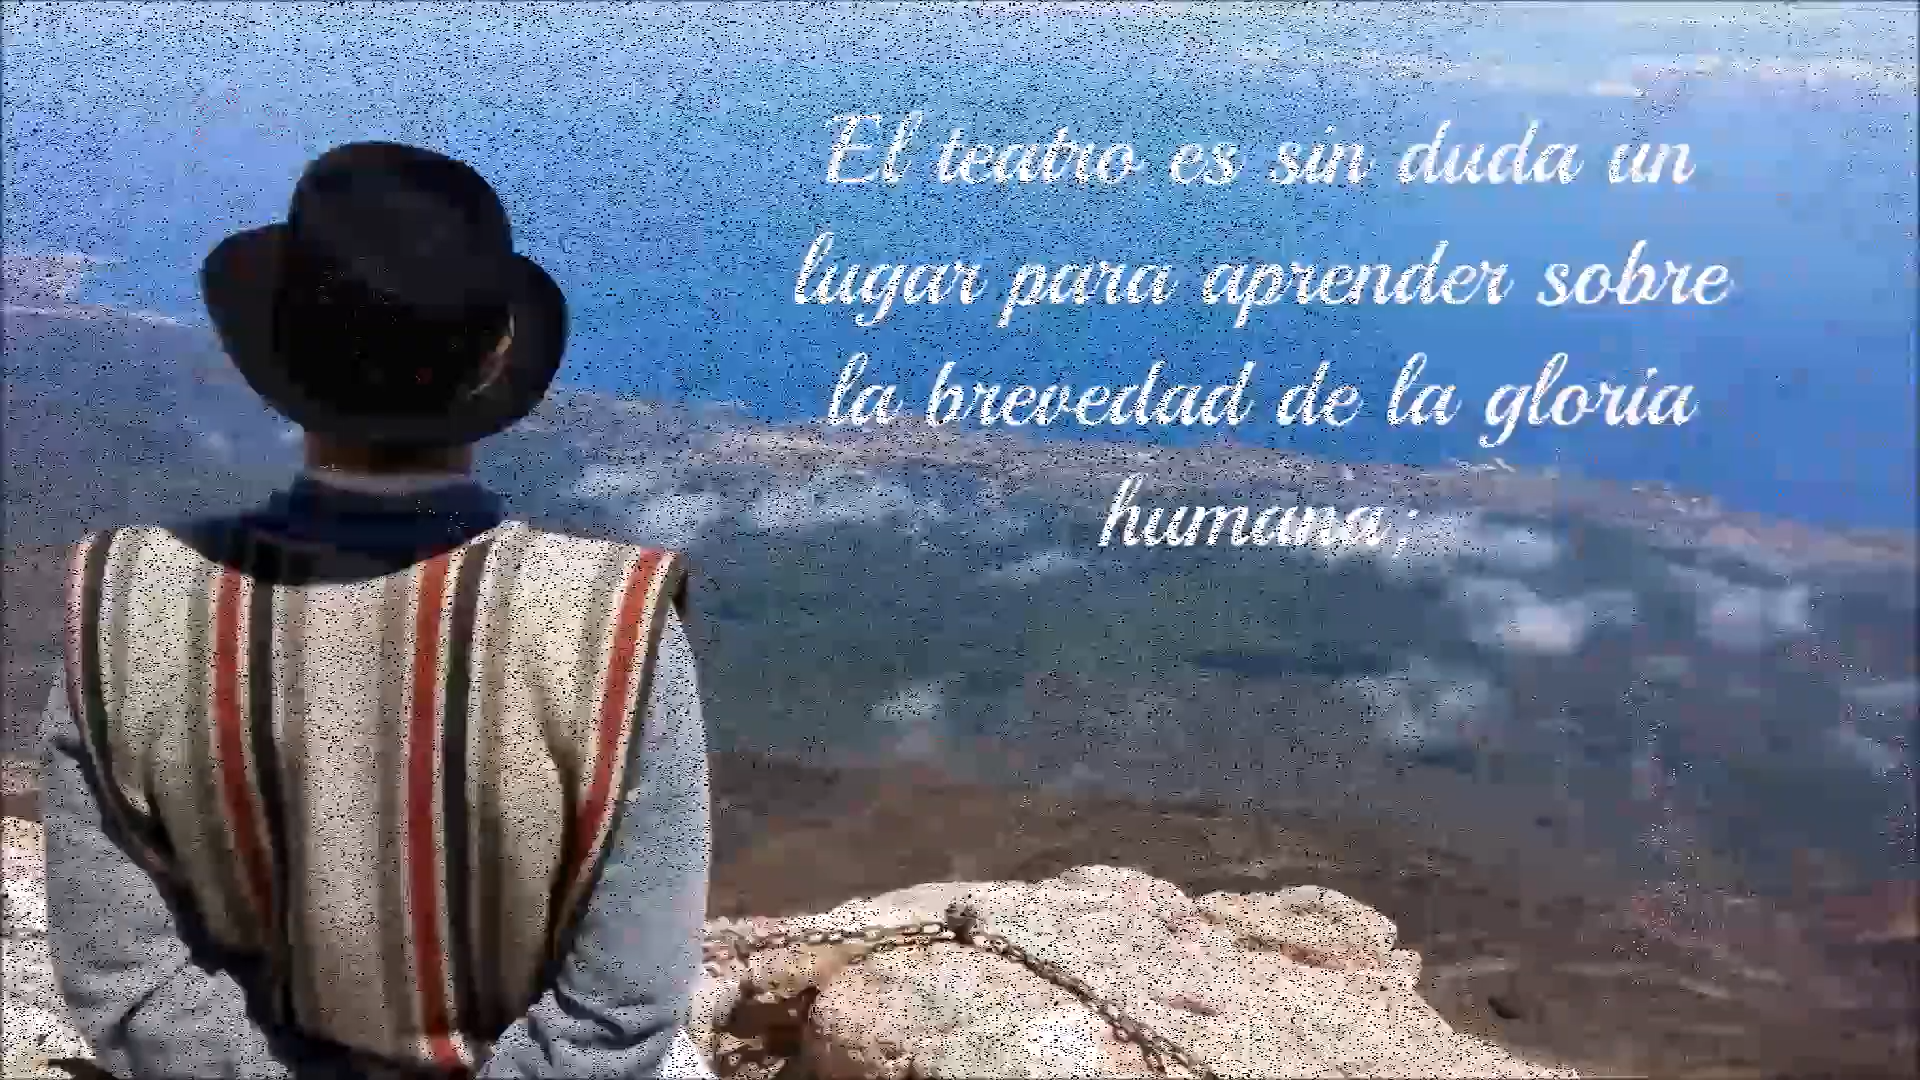 El teatro es sin duda un
lugar para aprender sobre
la brevedad de la gloria
humana;